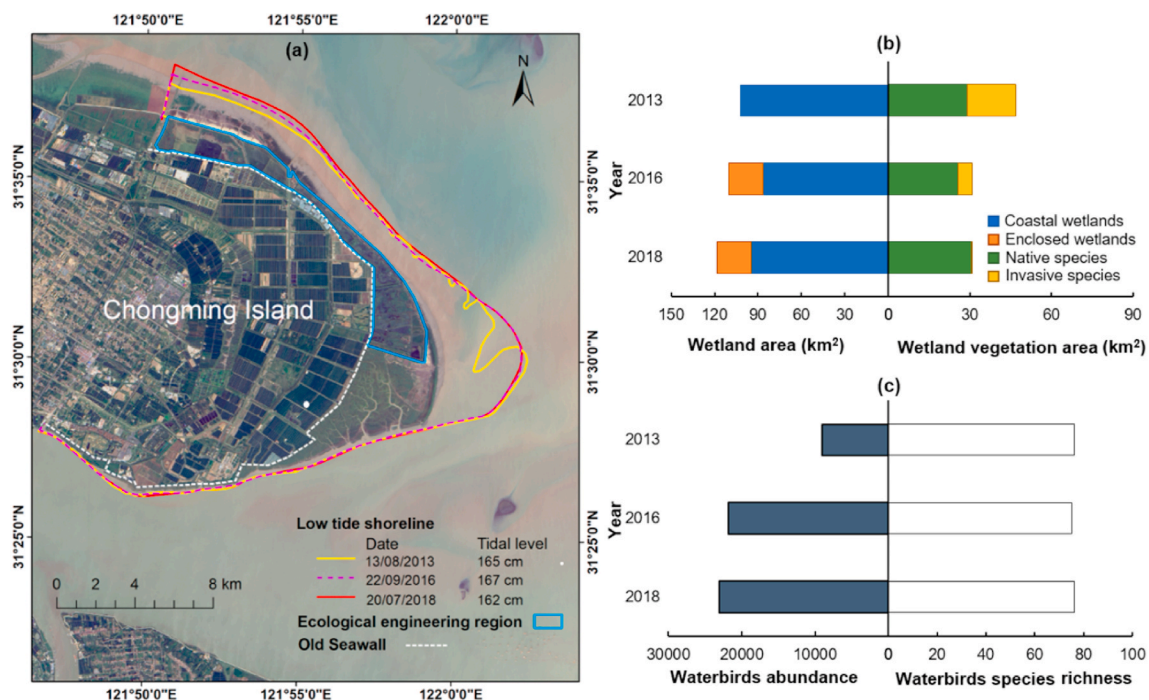 121°50'0"E 121°55'0"E 122°0'0"E
(a)
N
31°35'0"N
31°30'0"N
31°25'0"N
31°35'0"N
31°30'0"N
31°25'0"N
Chongming Island
Low tide shoreline
Date Tidal level
13/08/2013 165 cm
22/09/2016 167 cm
20/07/2018 162 cm
Ecological engineering region
Old Seawall
0 2 4 8 km
121°50'0"E 121°55'0"E 122°0'0"E
(b)
2013
2016
2018
Year
Coastal wetlands
Enclosed wetlands
Native species
Invasive species
150 120 90 60 30 0 30 60 90
Wetland area (km²) Wetland vegetation area (km²)
(c)
2013
2016
2018
Year
30000 20000 10000 0 20 40 60 80 100
Waterbirds abundance Waterbirds species richness